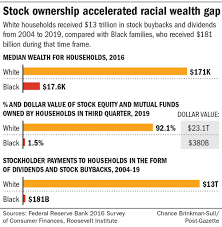 Stock ownership accelerated racial wealth gap
White households received $13 trillion in stock buybacks and dividends
from 2004 to 2019, compared with Black families, who received $181
billion during that time frame.
MEDIAN WEALTH FOR HOUSEHOLDS, 2016
White $171K
Black $17.6K
% AND DOLLAR VALUE OF STOCK EQUITY AND MUTUAL FUNDS
OWNED BY HOUSEHOLDS IN THIRD QUARTER, 2019
DOLLAR VALUE:
White 92.1% $23.1T
Black 1.5% $380B
STOCKHOLDER PAYMENTS TO HOUSEHOLDS IN THE FORM
OF DIVIDENDS AND STOCK BUYBACKS, 2004-19
White $13T
Black $181B
Sources: Federal Reserve Bank 2016 Survey
of Consumer Finances, Roosevelt Institute
Chance Brinkman-Sull/
Post-Gazette